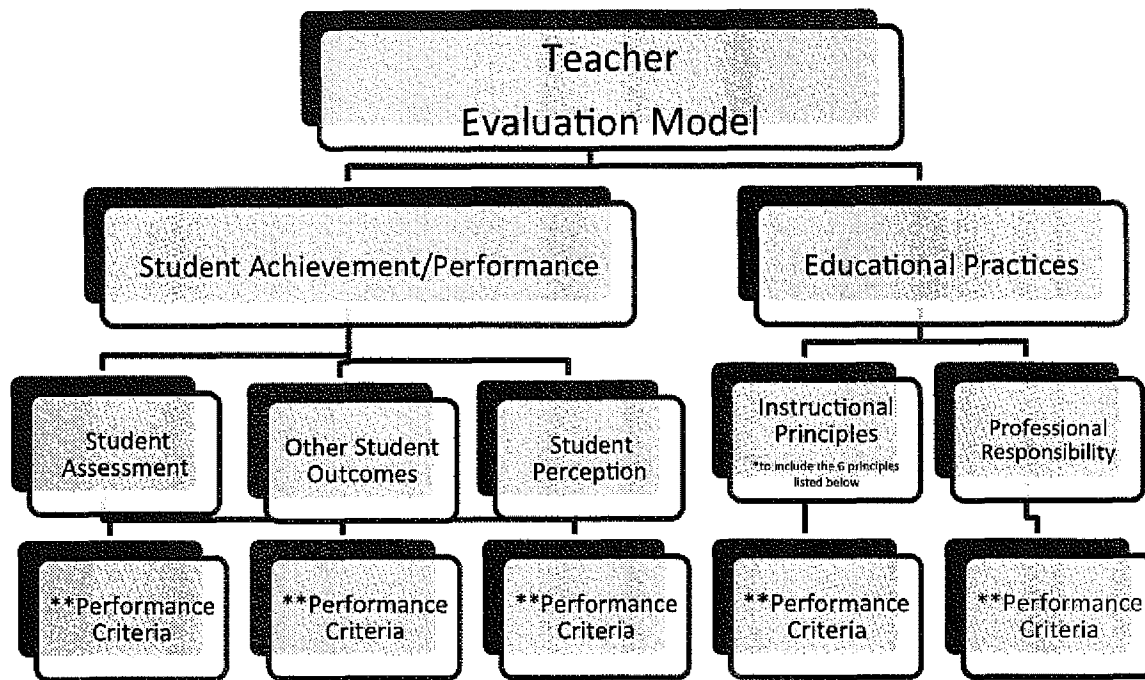 Teacher
Evaluation Model
Student Achievement/Performance
Educational Practices
Student
Assessment
Other Student
Outcomes
Student
Perception
Instructional
Principles
*to include the 6 principles
listed below
Professional
Responsibility
**Performance
Criteria
**Performance
Criteria
**Performance
Criteria
**Performance
Criteria
**Performance
Criteria